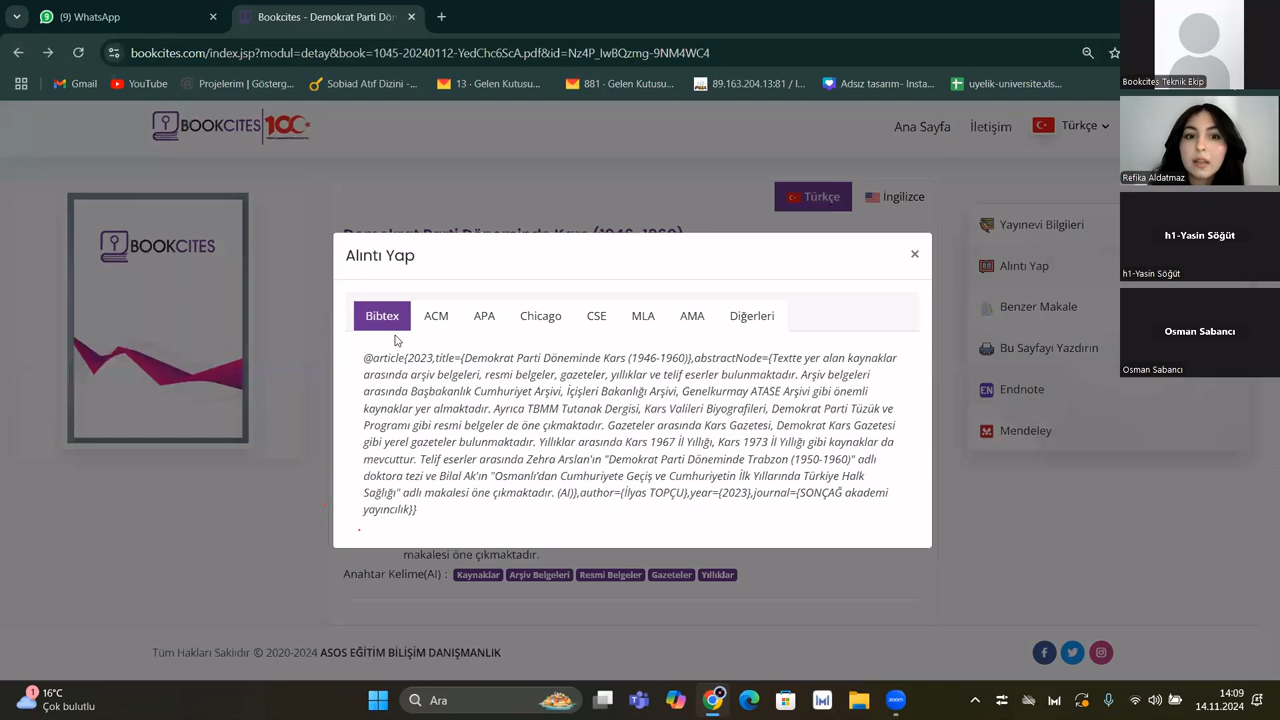 (9) WhatsApp
Bookcites - Demokrat Parti Dön
bookcites.com/index.jsp?modul=detay&book=1045-20240112-YedChc6ScA.pdf&id=Nz4P_lwBQzmg-9NM4WC4
Gmail
YouTube
Projelerim | Gösterg...
Sobiad Atıf Dizini -...
13 - Gelen Kutusu...
881 - Gelen Kutusu...
89.163.204.13:81 / l...
Adsız tasarım - Insta...
uyelik-universite.xls...
BOOKCITES
Ana Sayfa
İletişim
Türkçe
Türkçe
İngilizce
BOOKCITES
Demokrat Parti Döneminde Kars (1946-1960)
Alıntı Yap
×
Bibtex
ACM
APA
Chicago
CSE
MLA
AMA
Diğerleri
@article{2023,title={Demokrat Parti Döneminde Kars (1946-1960)},abstractNode={Textte yer alan kaynaklar
arasında arşiv belgeleri, resmi belgeler, gazeteler, yıllıklar ve telif eserler bulunmaktadır. Arşiv belgeleri
arasında Başbakanlık Cumhuriyet Arşivi, İçişleri Bakanlığı Arşivi, Genelkurmay ATASE Arşivi gibi önemli
kaynaklar yer almaktadır. Ayrıca TBMM Tutanak Dergisi, Kars Valileri Biyografileri, Demokrat Parti Tüzük ve
Programı gibi resmi belgeler de öne çıkmaktadır. Gazeteler arasında Kars Gazetesi, Demokrat Kars Gazetesi
gibi yerel gazeteler bulunmaktadır. Yıllıklar arasında Kars 1967 İl Yıllığı, Kars 1973 İl Yıllığı gibi kaynaklar da
mevcuttur. Telif eserler arasında Zehra Arslan'ın "Demokrat Parti Döneminde Trabzon (1950-1960)" adlı
doktora tezi ve Bilal Ak'ın "Osmanlı'dan Cumhuriyete Geçiş ve Cumhuriyetin İlk Yıllarında Türkiye Halk
Sağlığı" adlı makalesi öne çıkmaktadır. (AI)},author={İlyas TOPÇU},year={2023},journal={SONÇAĞ akademi
yayıncılık}}
makalesi öne çıkmaktadır.
Anahtar Kelime(AI) :
Kaynaklar
Arşiv Belgeleri
Resmi Belgeler
Gazeteler
Yıllıklar
Yayınevi Bilgileri
Alıntı Yap
Benzer Makale
Bu Sayfayı Yazdırın
EN
Endnote
Mendeley
Tüm Hakları Saklıdır © 2020-2024 ASOS EĞİTİM BİLİŞİM DANIŞMANLIK
Bookcites Teknik Ekip
Refika Aldatmaz
h1-Yasin Söğüt
h1-Yasin Söğüt
Osman Sabancı
Osman Sabancı
1
16°C
Çok bulutlu
Ara
zoom
14:09
14.11.2024